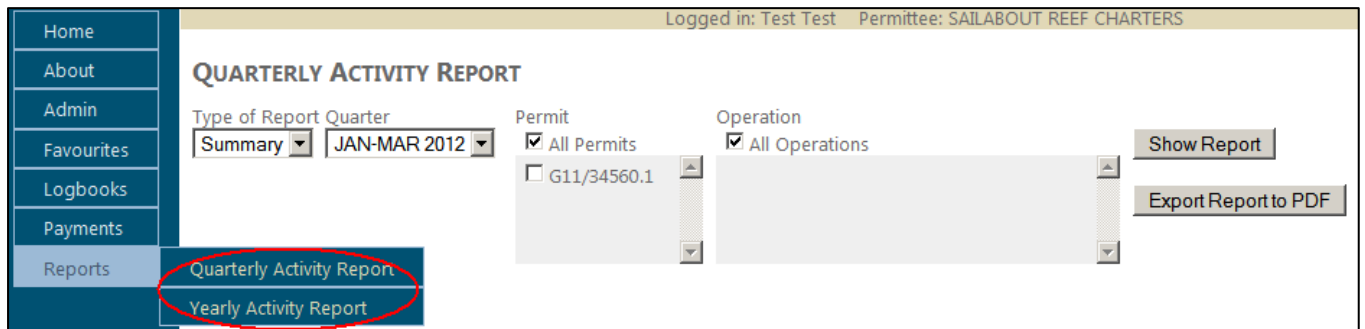 Logged in: Test Test Permittee: SAILABOUT REEF CHARTERS
Home
About
Admin
Favourites
Logbooks
Payments
Reports
Quarterly Activity Report
Yearly Activity Report
QUARTERLY ACTIVITY REPORT
Type of Report Quarter Permit Operation
Summary JAN-MAR 2012 All Permits All Operations
G11/34560.1
Show Report
Export Report to PDF